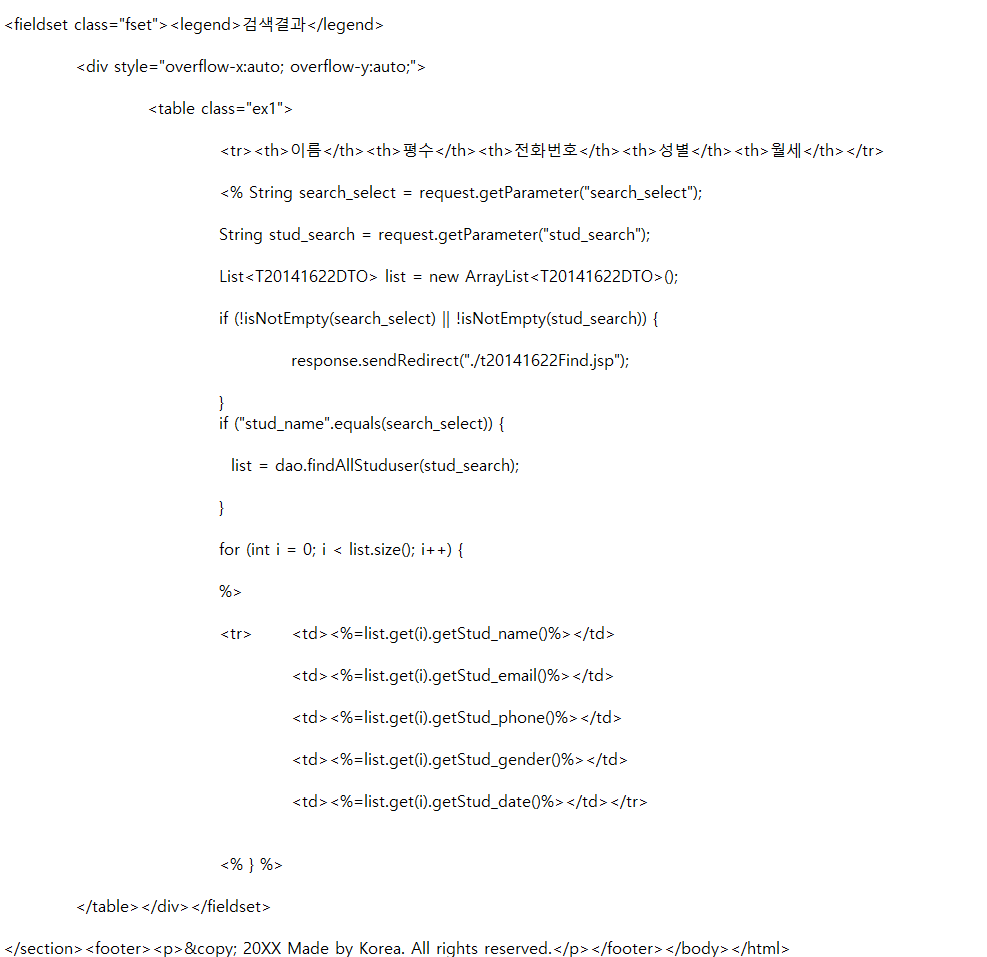 <fieldset class="fset"><legend>검색결과</legend>
<div style="overflow-x:auto; overflow-y:auto;">
<table class="ex1">
<tr><th>이름</th><th>평수</th><th>전화번호</th><th>성별</th><th>월세</th></tr>
<% String search_select = request.getParameter("search_select");
String stud_search = request.getParameter("stud_search");
List<T20141622DTO> list = new ArrayList<T20141622DTO>();
if (!isNotEmpty(search_select) || !isNotEmpty(stud_search)) {
response.sendRedirect("./t20141622Find.jsp");
}
if ("stud_name".equals(search_select)) {
list = dao.findAllStuduser(stud_search);
}
for (int i = 0; i < list.size(); i++) {
%>
<tr> <td><%=list.get(i).getStud_name()%></td>
<td><%=list.get(i).getStud_email()%></td>
<td><%=list.get(i).getStud_phone()%></td>
<td><%=list.get(i).getStud_gender()%></td>
<td><%=list.get(i).getStud_date()%></td></tr>
<% } %>
</table></div></fieldset>
</section><footer><p>&copy; 20XX Made by Korea. All rights reserved.</p></footer></body></html>